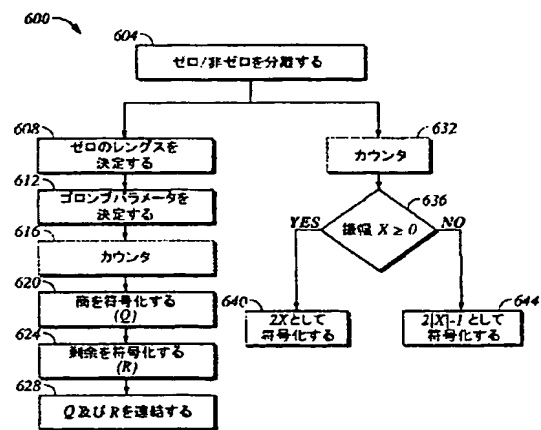 600
604
ゼロ/非ゼロを分離する
608
ゼロのレングスを
決定する
612
ゴロンブパラメータを
決定する
616
カウンタ
620
商を符号化する
(Q)
624
剰余を符号化する
(R)
628
Q及びRを連結する
632
カウンタ
636
振幅 X ≥ 0
YES
NO
640
2Xとして
符号化する
644
2|X|-1として
符号化する